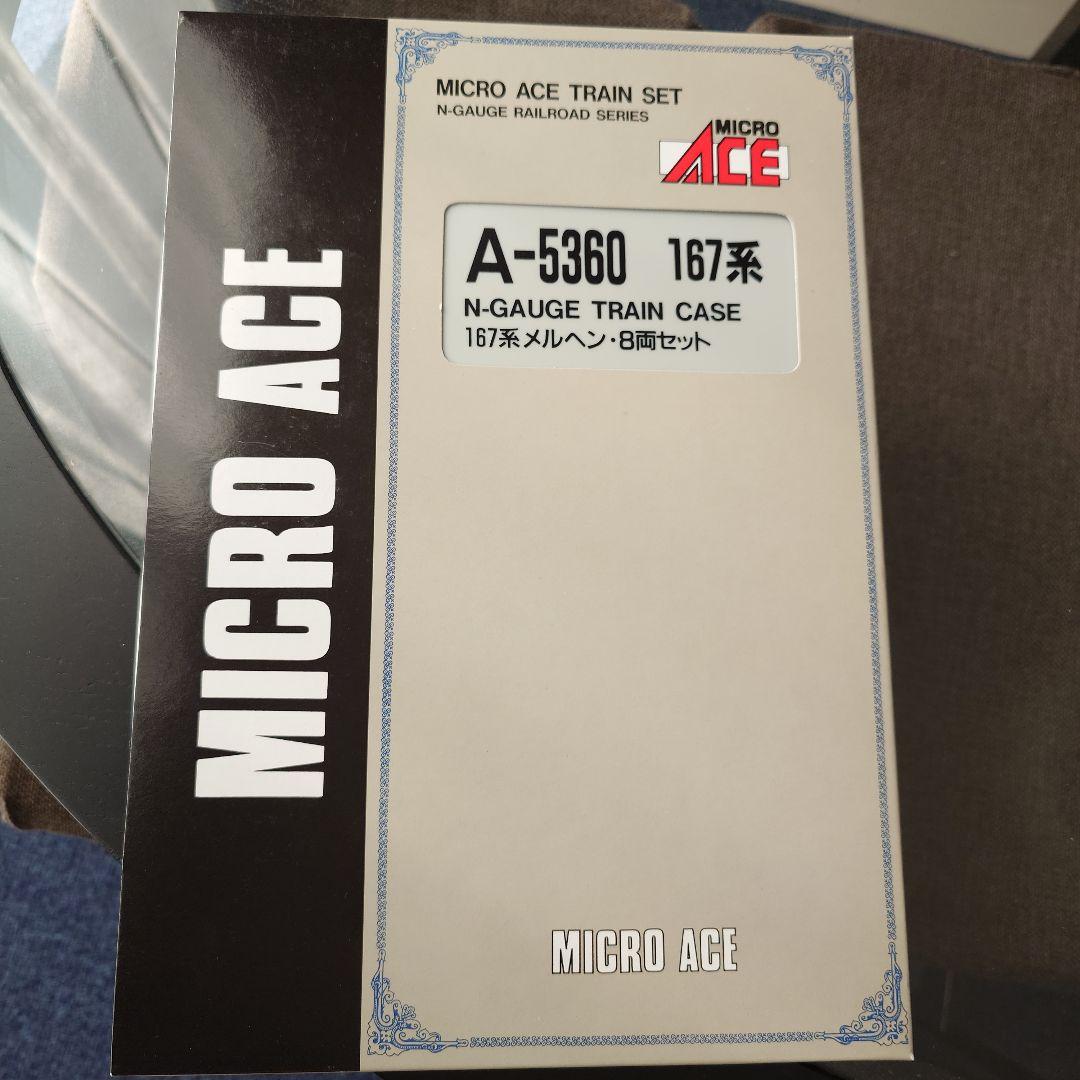 MICRO ACE
MICRO ACE TRAIN SET
N-GAUGE RAILROAD SERIES
MICRO
ACE
A-5360 167系
N-GAUGE TRAIN CASE
167系メルヘン・8両セット
MICRO ACE